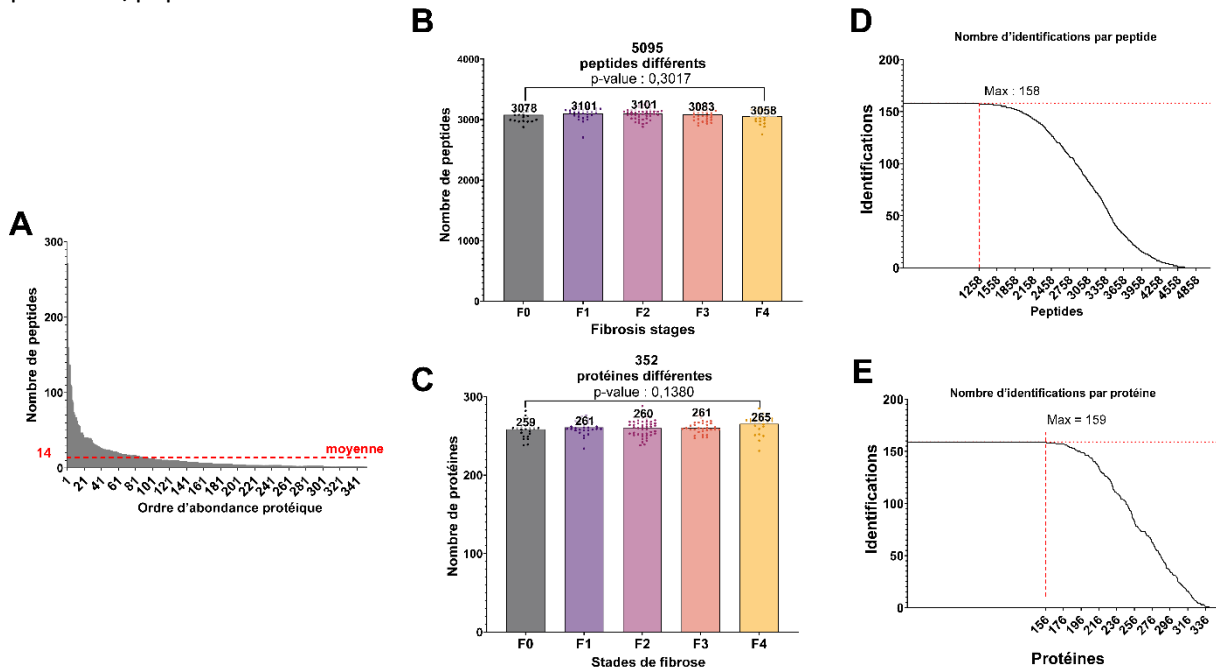 A
Nombre de peptides
300
200
100
0
14
moyenne
1 21 41 61 81 101 121 141 161 181 201 221 241 261 281 301 321 341
Ordre d'abondance protéique
B
5095
peptides différents
p-value : 0,3017
Nombre de peptides
4000
3000
2000
1000
0
3078 3101 3101 3083 3058
F0 F1 F2 F3 F4
Fibrosis stages
C
352
protéines différentes
p-value : 0,1380
Nombre de protéines
300
200
100
0
259 261 260 261 265
F0 F1 F2 F3 F4
Stades de fibrose
D
Nombre d'identifications par peptide
Max : 158
Identifications
200
150
100
50
0
1258 1558 1858 2158 2458 2758 3058 3358 3658 3958 4258 4558 4858
Peptides
E
Nombre d'identifications par protéine
Max = 159
Identifications
200
150
100
50
0
156 176 196 216 236 256 276 296 316 336
Protéines